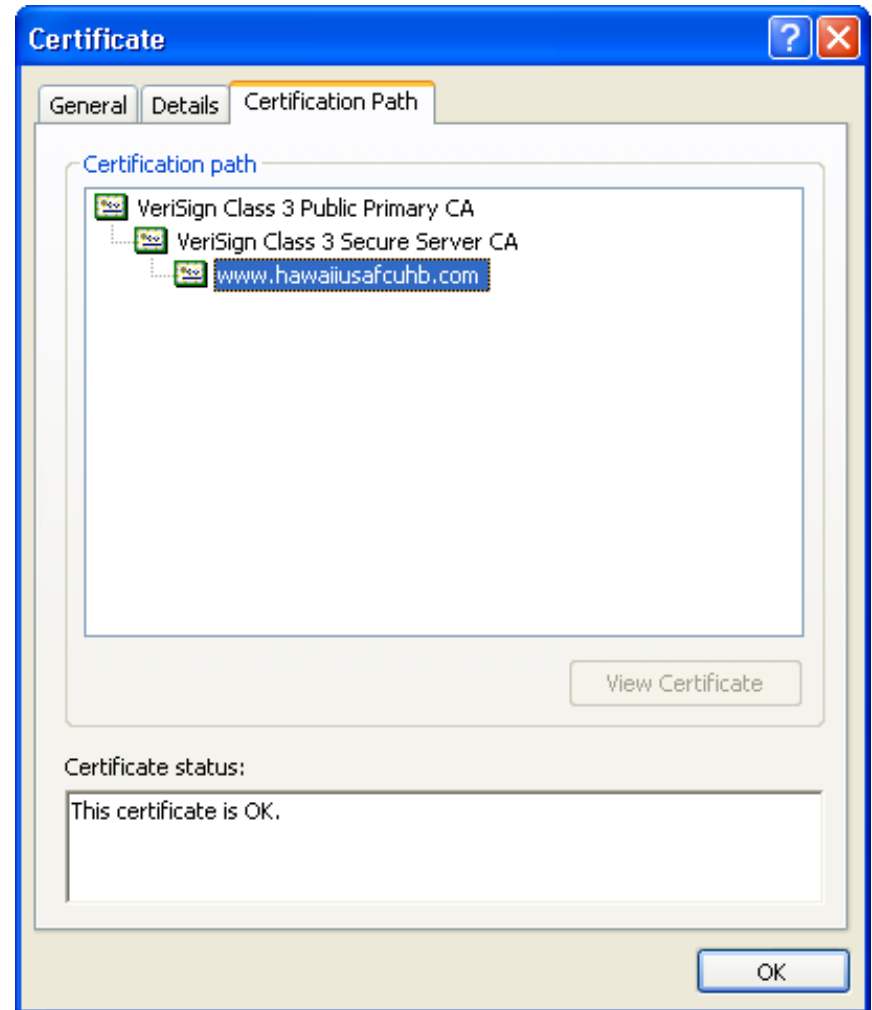 Certificate
General Details Certification Path
Certification path
VeriSign Class 3 Public Primary CA
VeriSign Class 3 Secure Server CA
www.hawaiiusafcuhb.com
View Certificate
Certificate status:
This certificate is OK.
OK